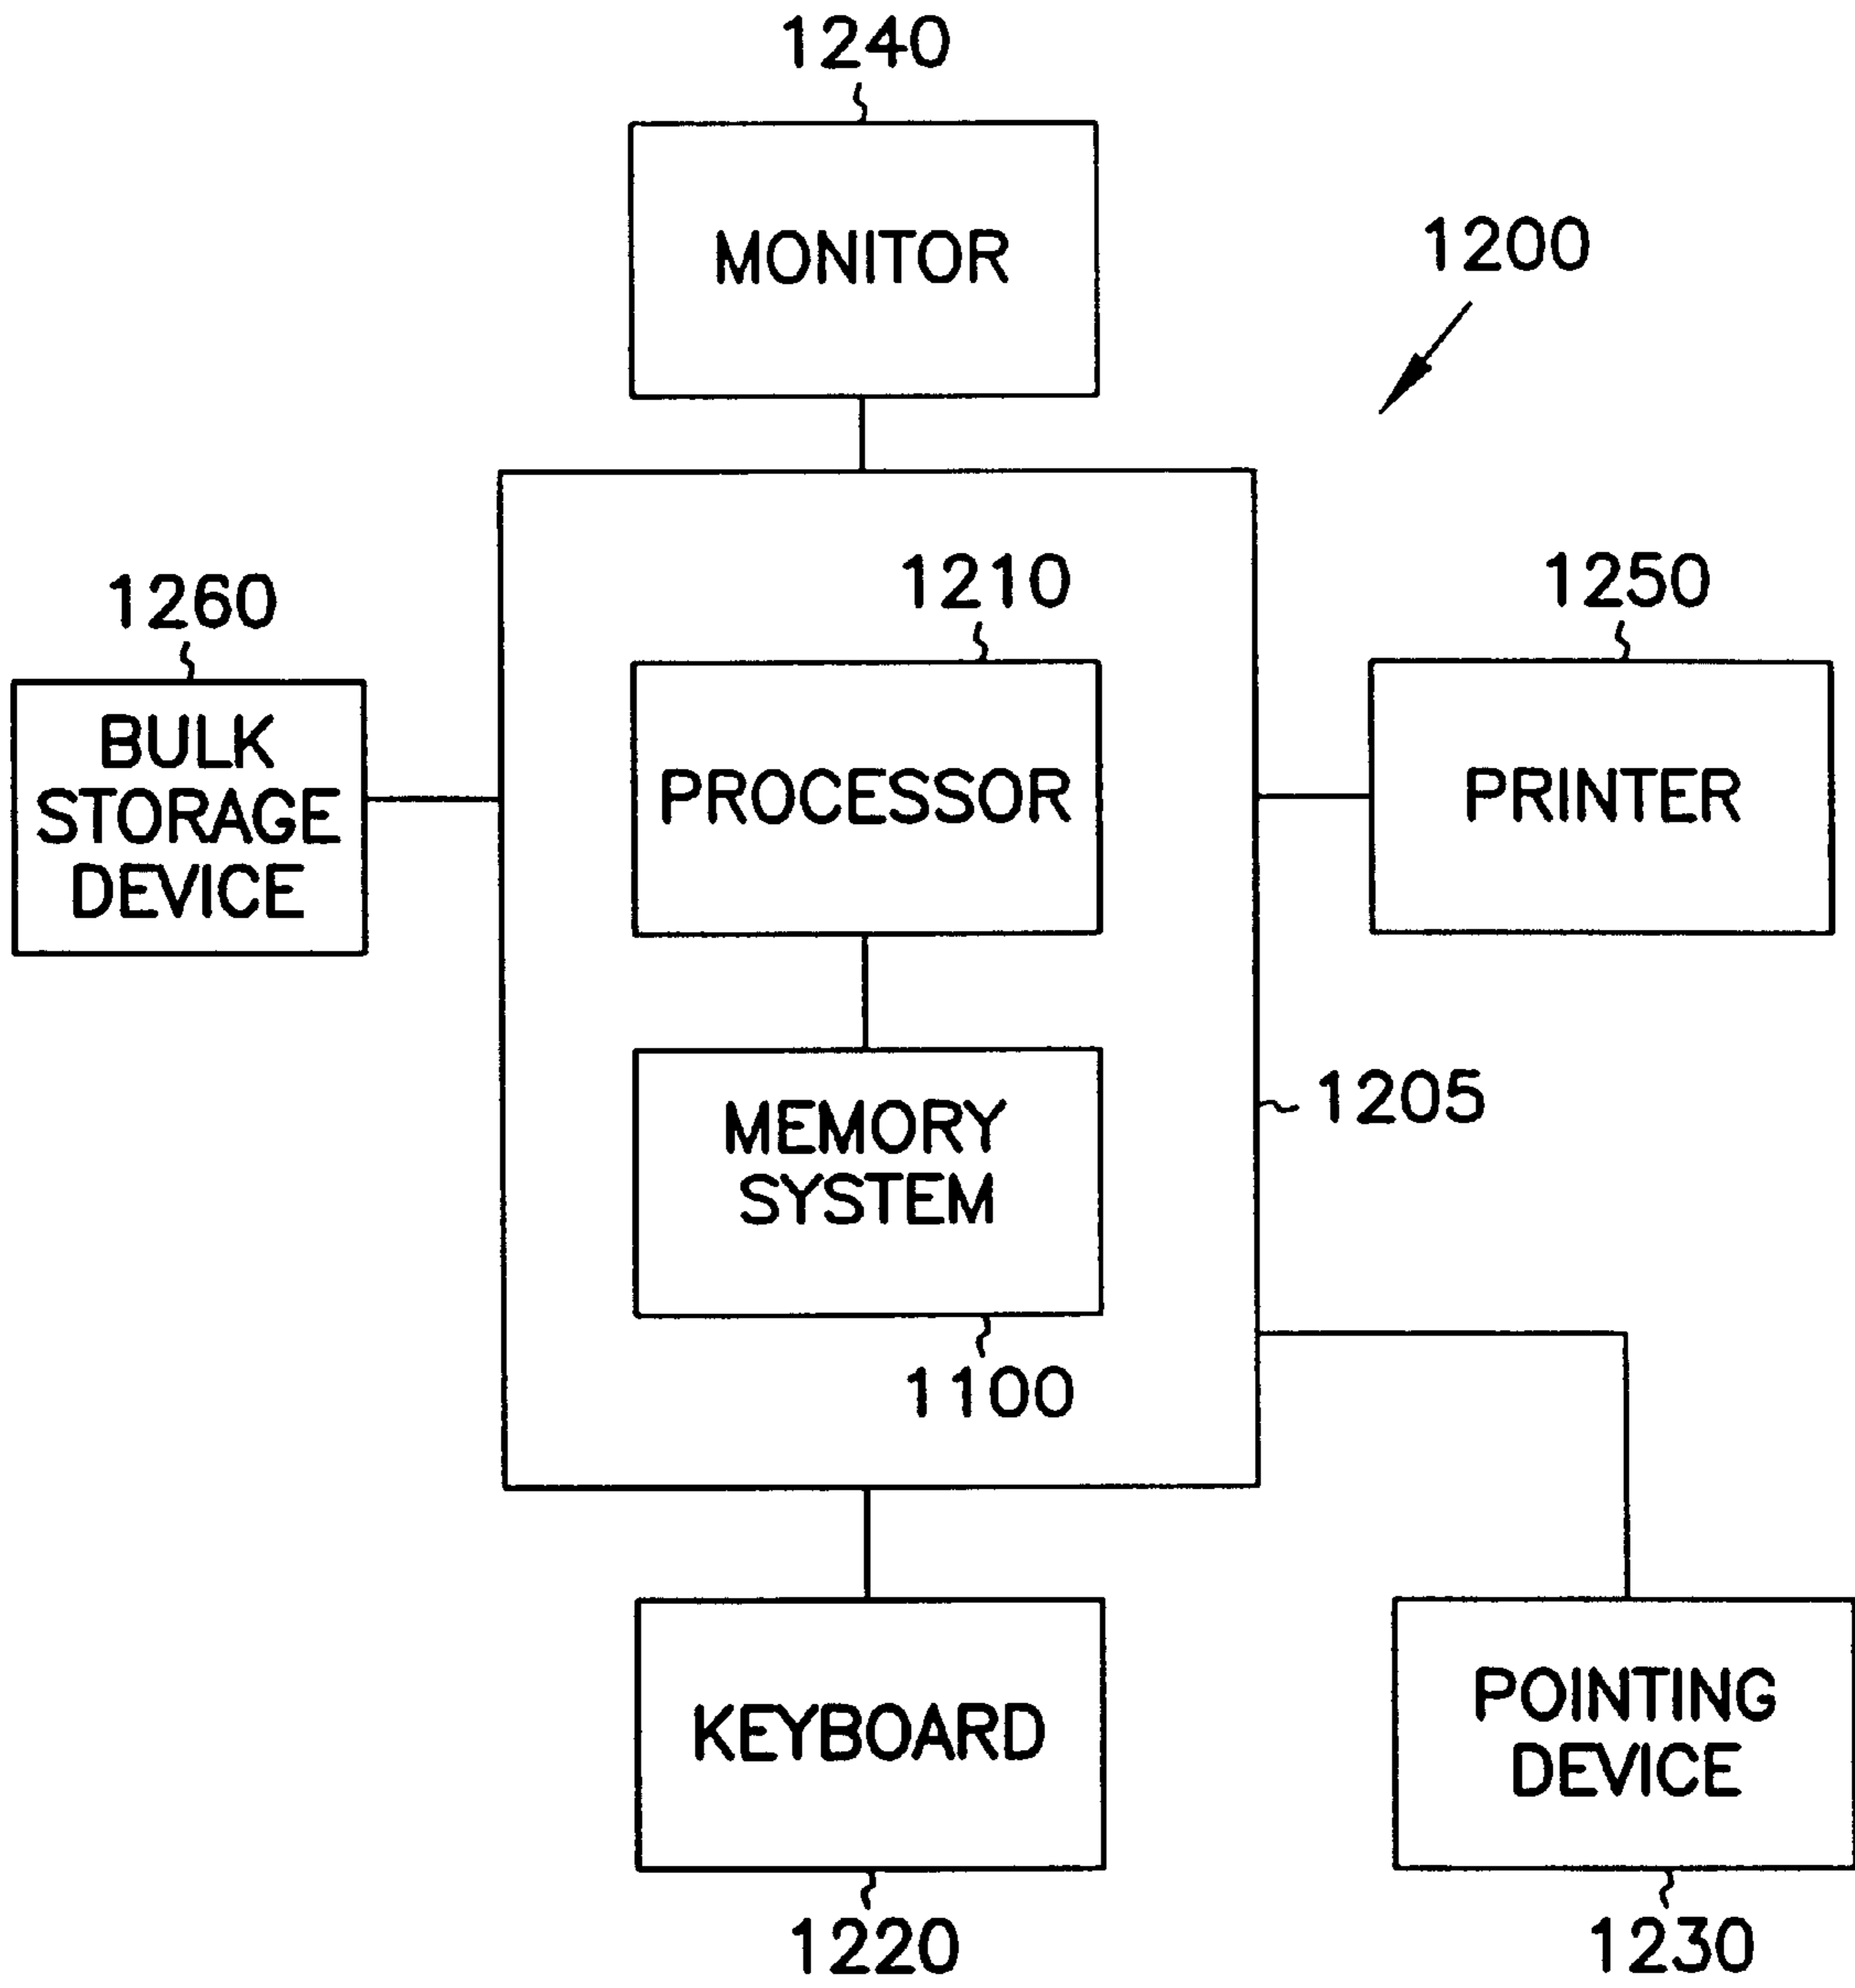 1240
MONITOR
1200
1260
BULK
STORAGE
DEVICE
1210
PROCESSOR
1250
PRINTER
MEMORY
SYSTEM
1205
1100
KEYBOARD
1220
POINTING
DEVICE
1230